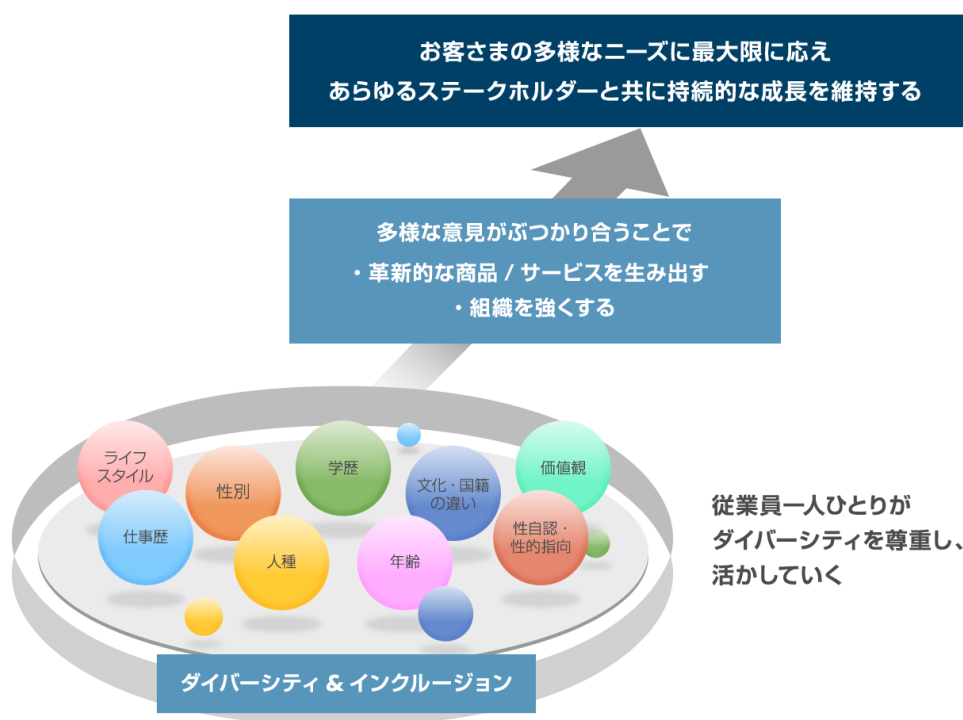 お客さまの多様なニーズに最大限に応え
あらゆるステークホルダーと共に持続的な成長を維持する
多様な意見がぶつかり合うことで
・革新的な商品 / サービスを生み出す
・組織を強くする
ライフ
スタイル
性別
学歴
文化・国籍
の違い
価値観
仕事歴
人種
年齢
性自認・
性的指向
従業員一人ひとりが
ダイバーシティを尊重し、
活かしていく
ダイバーシティ & インクルージョン